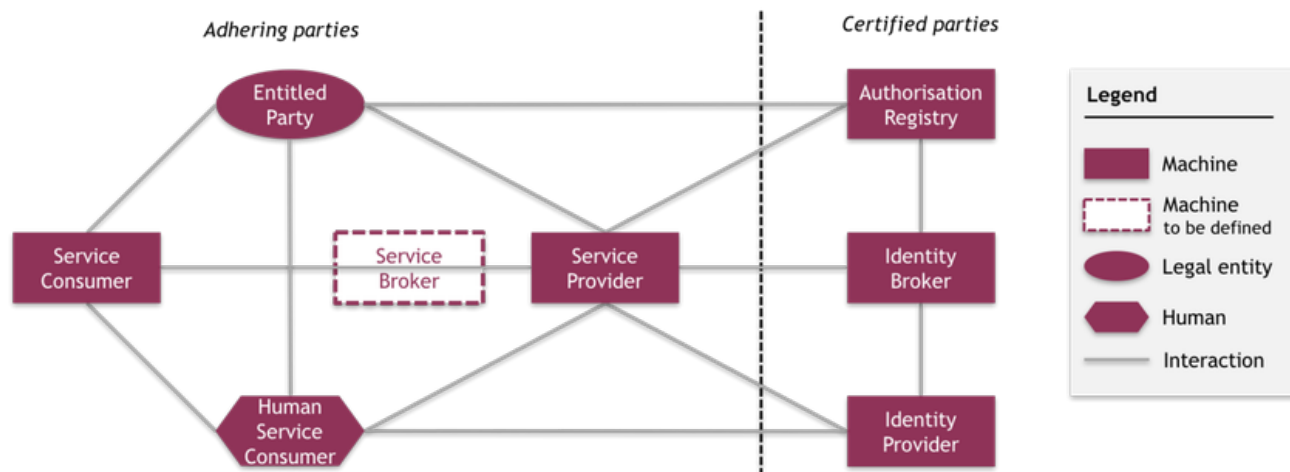 Adhering parties
Certified parties
Entitled
Party
Authorisation
Registry
Service
Consumer
Service
Broker
Service
Provider
Identity
Broker
Human
Service
Consumer
Identity
Provider
Legend
Machine
Machine
to be defined
Legal entity
Human
Interaction